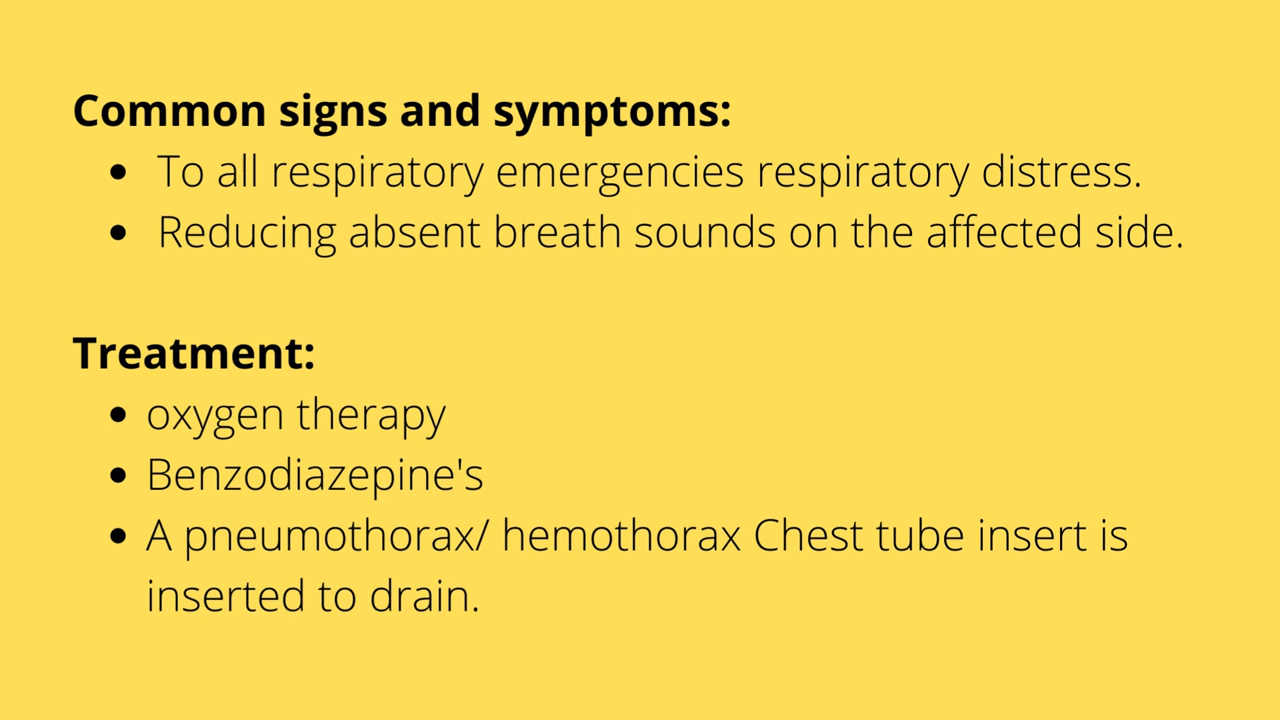 Common signs and symptoms:
• To all respiratory emergencies respiratory distress.
• Reducing absent breath sounds on the affected side.
Treatment:
• oxygen therapy
• Benzodiazepine's
• A pneumothorax/ hemothorax Chest tube insert is
inserted to drain.